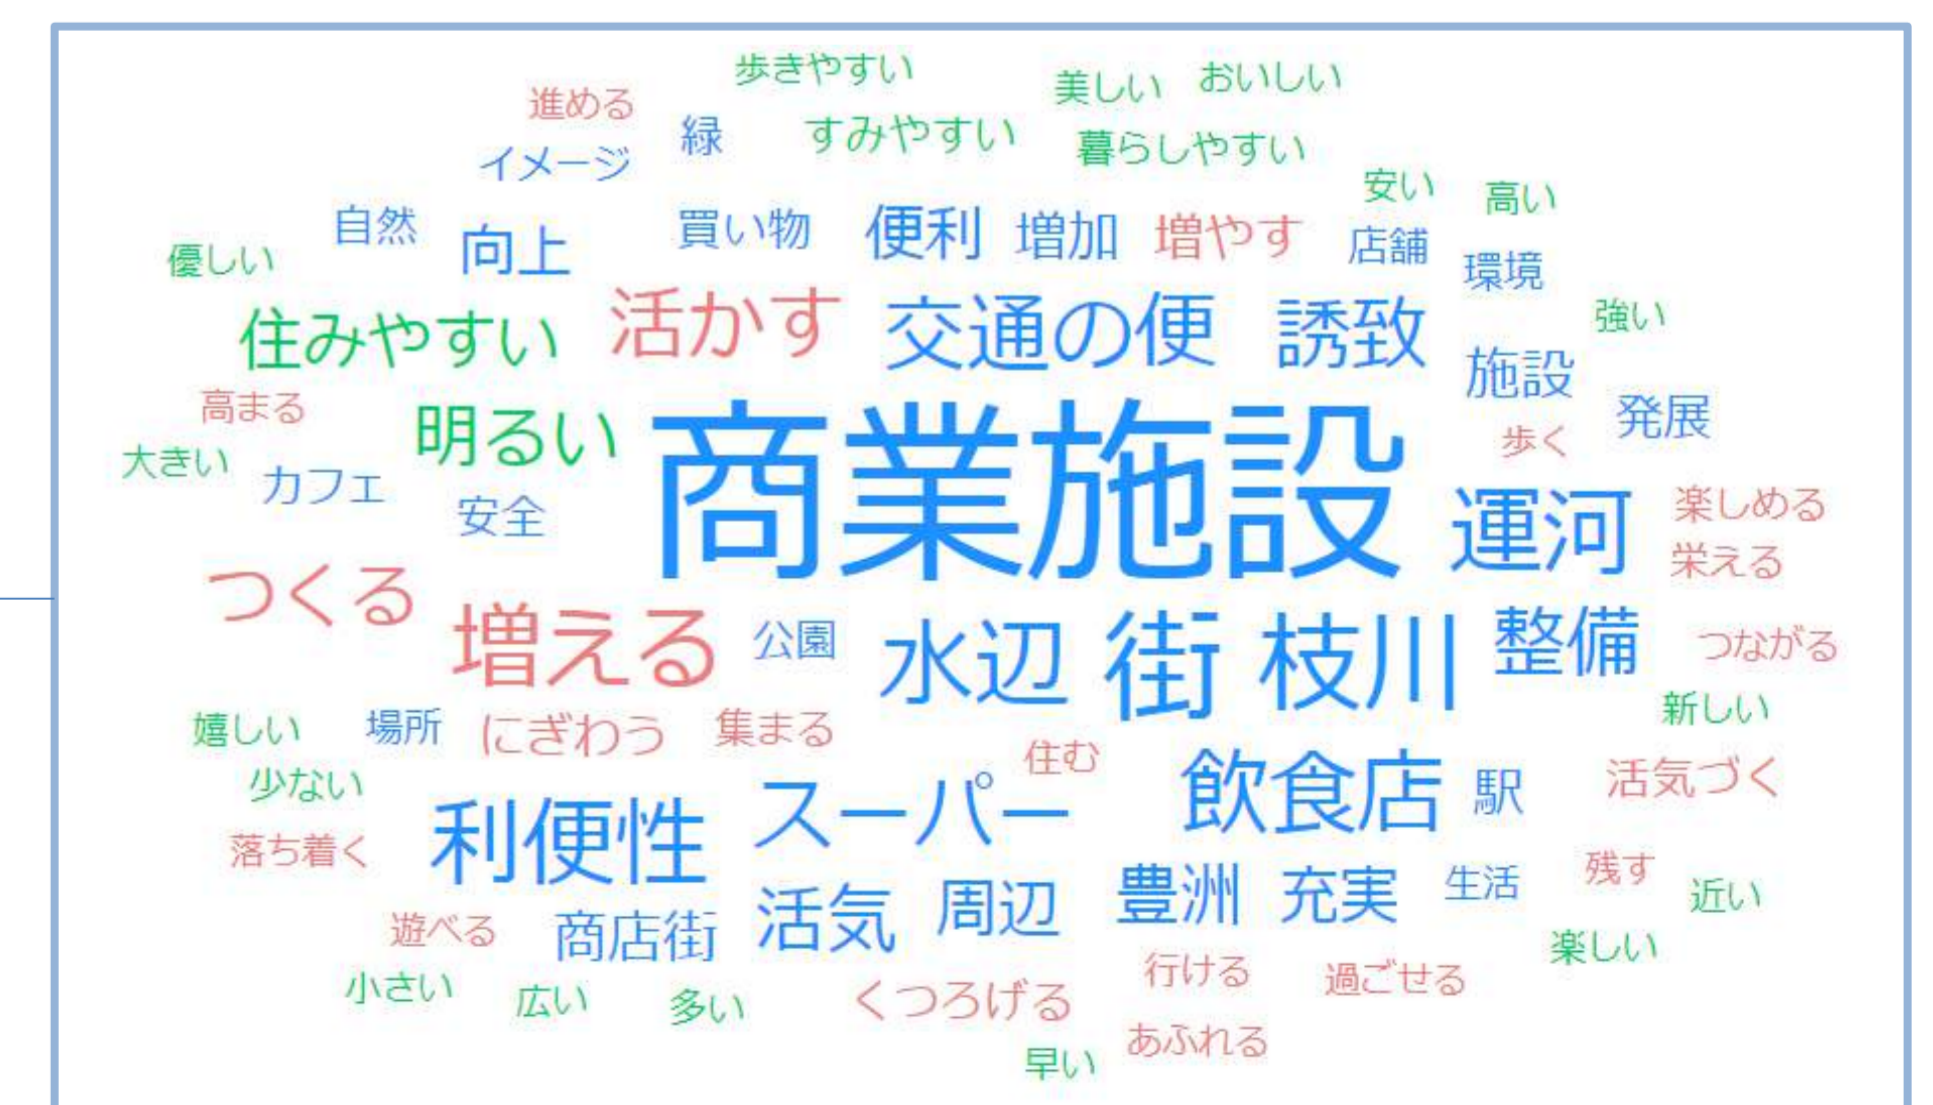 歩きやすい 美しい おいしい
進める 緑 すみやすい 暮らしやすい
イメージ 安い 高い
優しい 自然 向上 買い物 便利 増加 増やす 店舗 環境
住みやすい 活かす 交通の便 誘致 強い
高まる 明るい 施設 発展
大きい カフェ 安全 商業施設 歩く
運河 楽しめる
栄える
つくる 増える 公園 水辺 街 枝川 整備 つながる
嬉しい 場所 にぎわう 集まる 住む 新しい
少ない 利便性 スーパー 飲食店 駅 活気づく
落ち着く 活気 周辺 豊洲 充実 生活 残す 近い
遊べる 商店街 楽しい
小さい 広い 多い くつろげる 行ける 過ごせる
早い あふれる